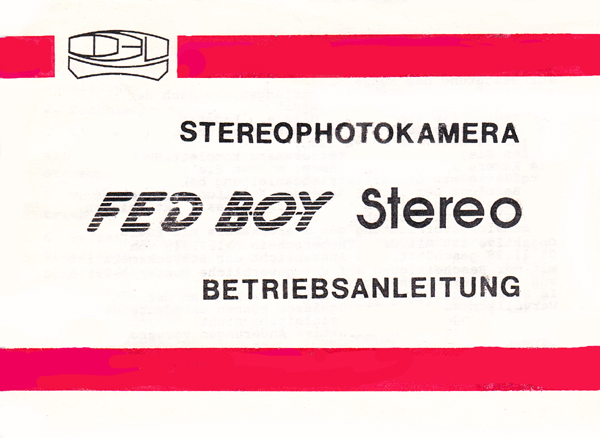 STEREOPHOTOKAMERA
FED BOY Stereo
BETRIEBSANLEITUNG